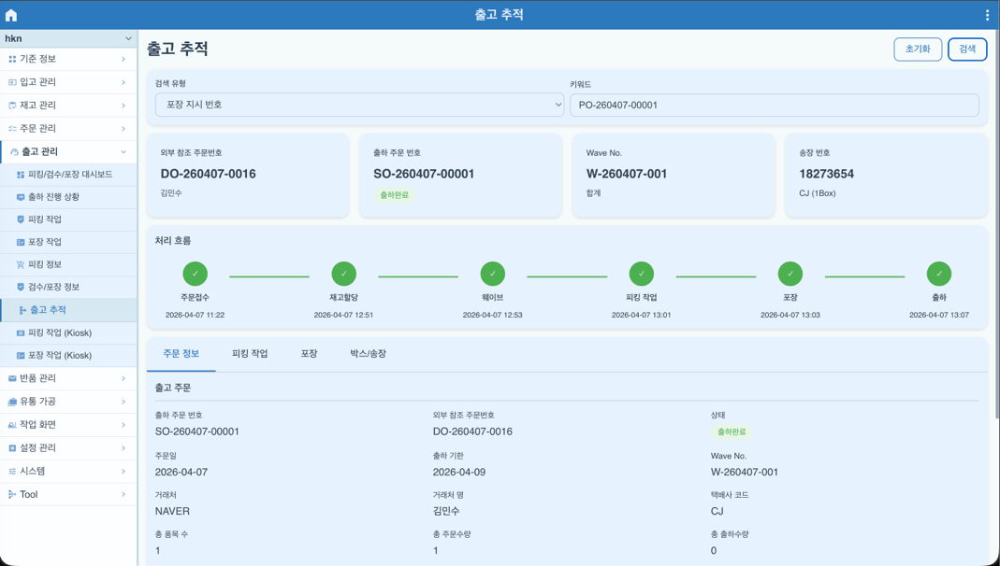 출고 추적
hkn
기준 정보
입고 관리
재고 관리
주문 관리
출고 관리
피킹/검수/포장 대시보드
출하 진행 상황
피킹 작업
포장 작업
피킹 정보
검수/포장 정보
출고 추적
피킹 작업 (Kiosk)
포장 작업 (Kiosk)
반품 관리
유통 가공
작업 화면
설정 관리
시스템
Tool
출고 추적
초기화
검색
검색 유형
키워드
포장 지시 번호
PO-260407-00001
외부 참조 주문번호
DO-260407-0016
김민수
출하 주문 번호
SO-260407-00001
출하완료
Wave No.
W-260407-001
합계
송장 번호
18273654
CJ (1Box)
처리 흐름
✓ ✓ ✓ ✓ ✓ ✓
주문접수 재고할당 웨이브 피킹 작업 포장 출하
2026-04-07 11:22 2026-04-07 12:51 2026-04-07 12:53 2026-04-07 13:01 2026-04-07 13:03 2026-04-07 13:07
주문 정보 피킹 작업 포장 박스/송장
출고 주문
출하 주문 번호 외부 참조 주문번호 상태
SO-260407-00001 DO-260407-0016 출하완료
주문일 출하 기한 Wave No.
2026-04-07 2026-04-09 W-260407-001
거래처 거래처 명 택배사 코드
NAVER 김민수 CJ
총 품목 수 총 주문수량 총 출하수량
1 1 0